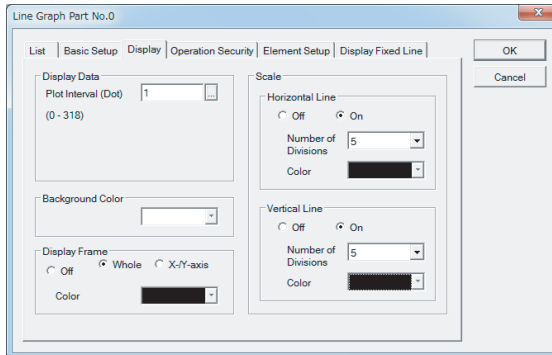 Line Graph Part No.0
List Basic Setup Display Operation Security Element Setup Display Fixed Line
OK
Cancel
Display Data
Plot Interval (Dot) 1 ...
(0 - 318)
Background Color
Display Frame
Off Whole X-/Y-axis
Color
Scale
Horizontal Line
Off On
Number of
Divisions
5
Color
Vertical Line
Off On
Number of
Divisions
5
Color